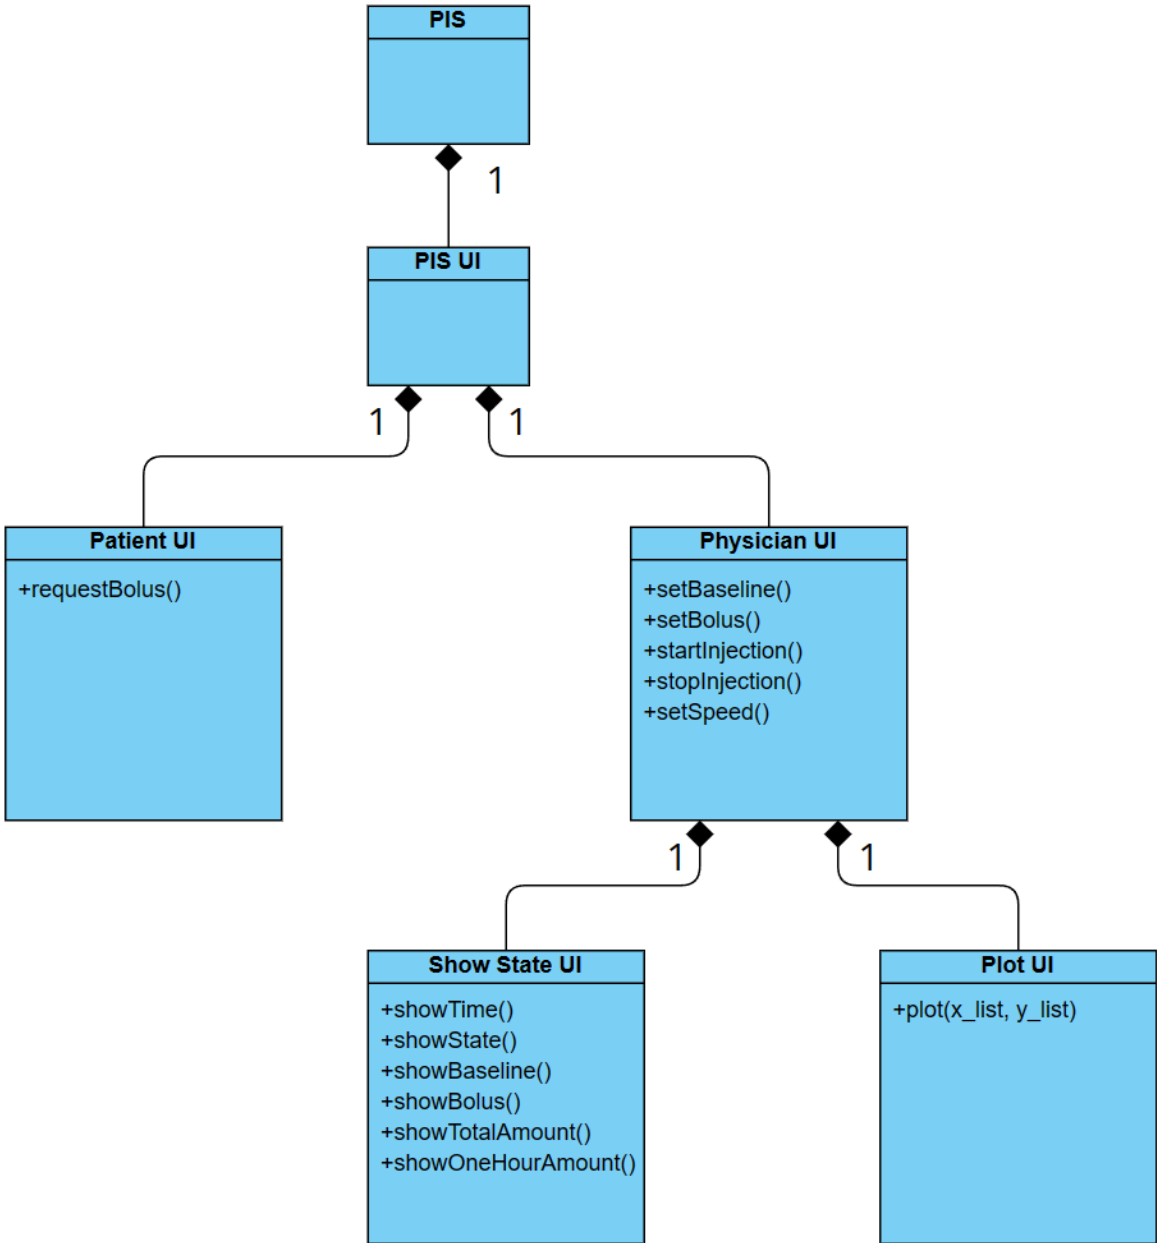 PIS
1
PIS UI
1
1
Patient UI
+requestBolus()
Physician UI
+setBaseline()
+setBolus()
+startInjection()
+stopInjection()
+setSpeed()
1
1
Show State UI
+showTime()
+showState()
+showBaseline()
+showBolus()
+showTotalAmount()
+showOneHourAmount()
Plot UI
+plot(x_list, y_list)